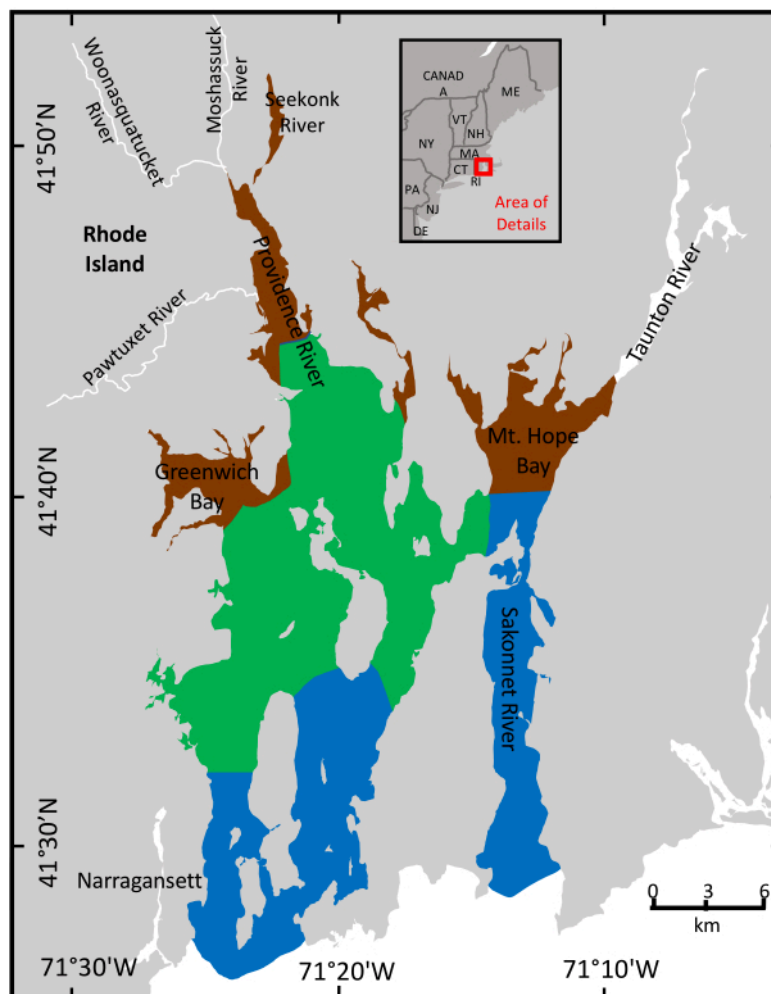 Woonasquatucket
River
Moshassuck
River
Seekonk
River
CANAD
A
ME
VT
NH
NY
MA
CT
RI
PA
NJ
DE
Area of
Details
41°50'N
Rhode
Island
Providence River
Pawtuxet River
Taunton River
Mt. Hope
Bay
Greenwich
Bay
41°40'N
Sakonnet River
41°30'N
Narragansett
0 3 6
km
71°30'W
71°20'W
71°10'W